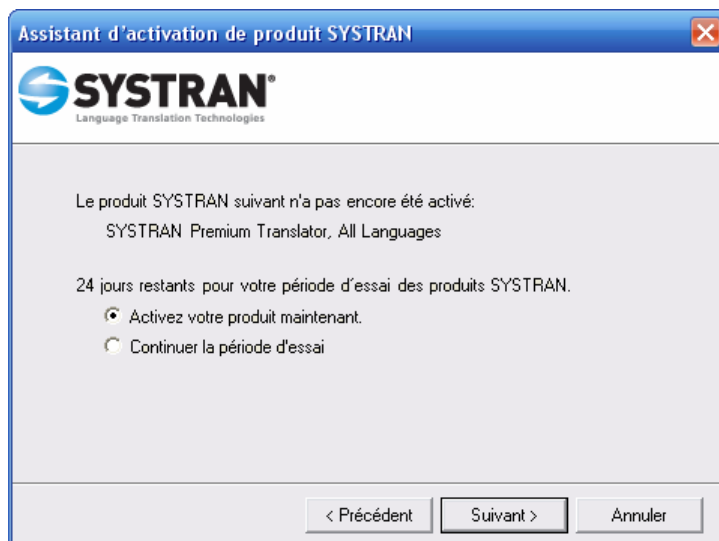 Assistant d'activation de produit SYSTRAN
SYSTRAN®
Language Translation Technologies
Le produit SYSTRAN suivant n'a pas encore été activé:
SYSTRAN Premium Translator, All Languages
24 jours restants pour votre période d´essai des produits SYSTRAN.
Activez votre produit maintenant.
Continuer la période d'essai
< Précédent
Suivant >
Annuler